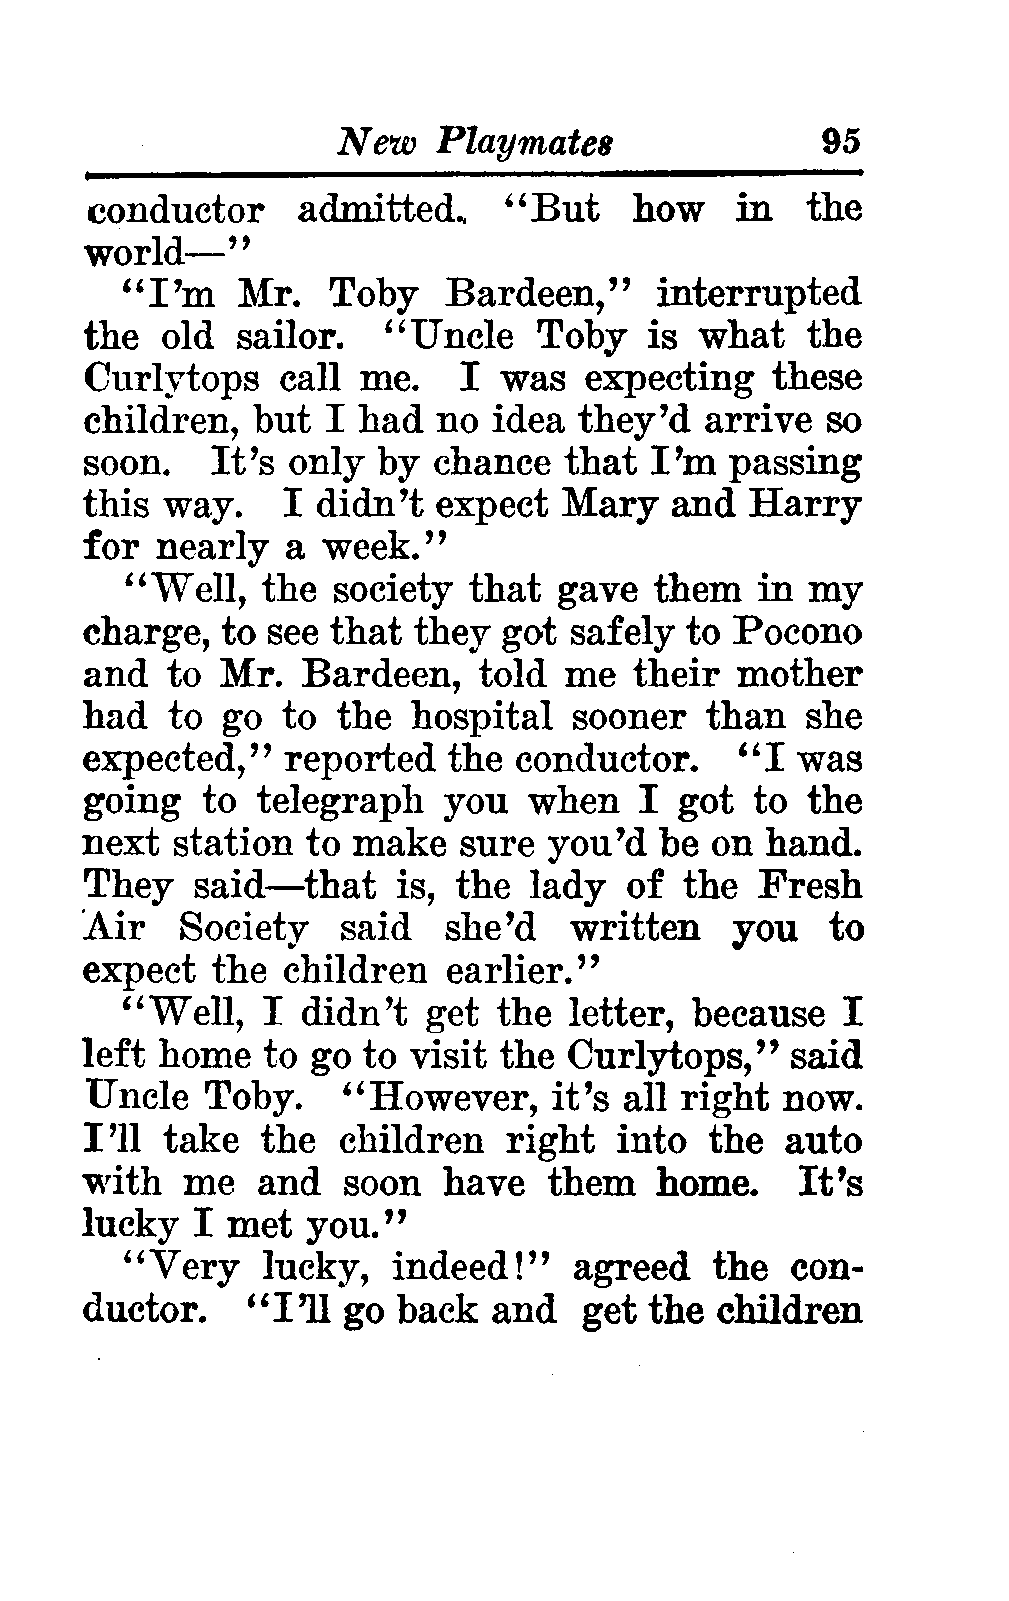 New Playmates 95
conductor admitted. “But how in the
world—”
“I’m Mr. Toby Bardeen,” interrupted
the old sailor. “Uncle Toby is what the
Curlytops call me. I was expecting these
children, but I had no idea they’d arrive so
soon. It’s only by chance that I’m passing
this way. I didn’t expect Mary and Harry
for nearly a week.”
“Well, the society that gave them in my
charge, to see that they got safely to Pocono
and to Mr. Bardeen, told me their mother
had to go to the hospital sooner than she
expected,” reported the conductor. “I was
going to telegraph you when I got to the
next station to make sure you’d be on hand.
They said—that is, the lady of the Fresh
Air Society said she’d written you to
expect the children earlier.”
“Well, I didn’t get the letter, because I
left home to go to visit the Curlytops,” said
Uncle Toby. “However, it’s all right now.
I’ll take the children right into the auto
with me and soon have them home. It’s
lucky I met you.”
“Very lucky, indeed!” agreed the con-
ductor. “I’ll go back and get the children